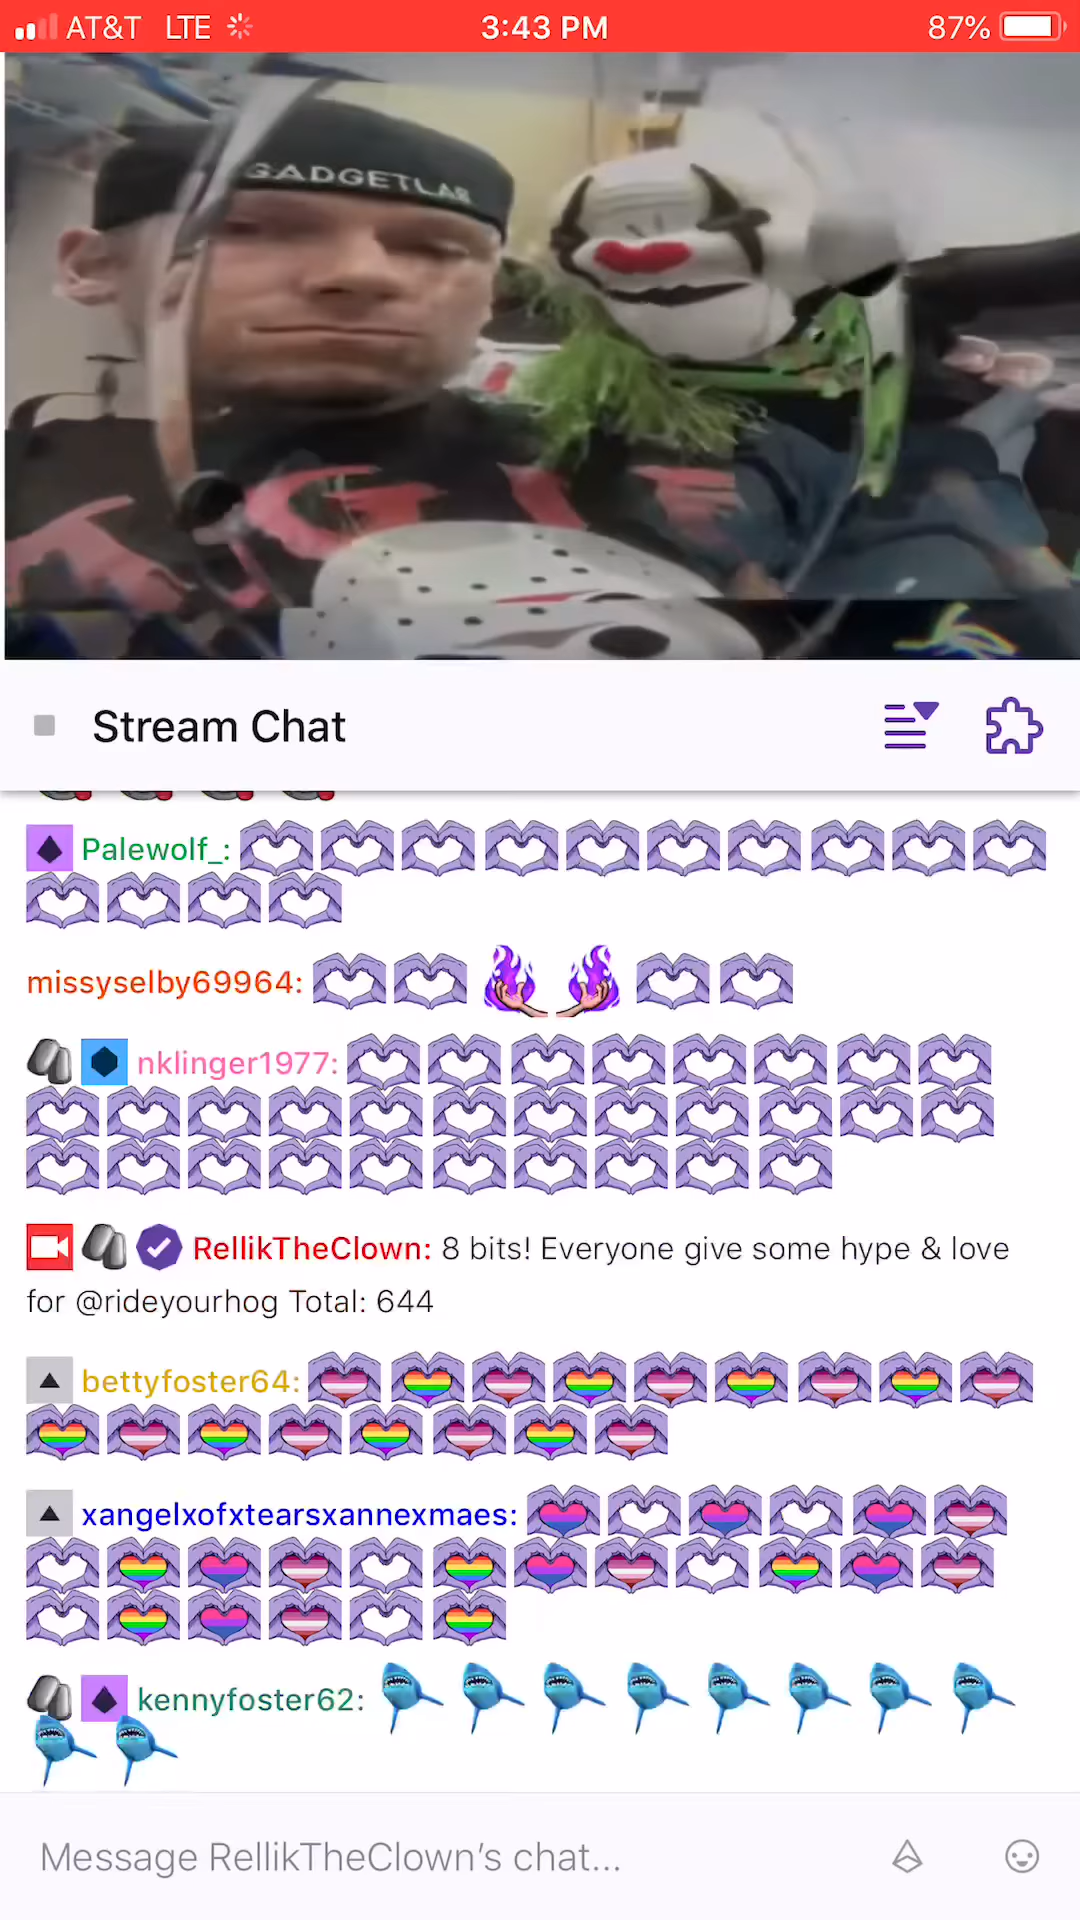 AT&T LTE 3:43 PM 87%
GADGETLAB
Stream Chat
Palewolf_:
missyselby69964:
nklinger1977:
RellikTheClown: 8 bits! Everyone give some hype & love
for @rideyourhog Total: 644
bettyfoster64:
xangelxofxtearsxannexmaes:
kennyfoster62:
Message RellikTheClown's chat...